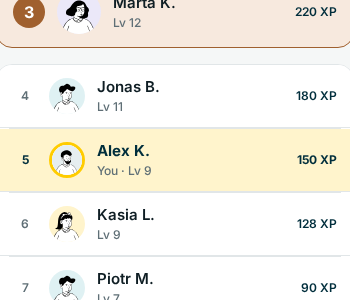 3
Marta K.
Lv 12
220 XP
4
Jonas B.
Lv 11
180 XP
5
Alex K.
You · Lv 9
150 XP
6
Kasia L.
Lv 9
128 XP
7
Piotr M.
Lv 7
90 XP